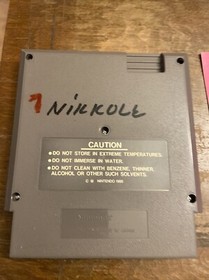 NIKKOLE
CAUTION
●DO NOT STORE IN EXTREME TEMPERATURES.
●DO NOT IMMERSE IN WATER.
●DO NOT CLEAN WITH BENZENE, THINNER,
ALCOHOL OR OTHER SUCH SOLVENTS.
NINTENDO